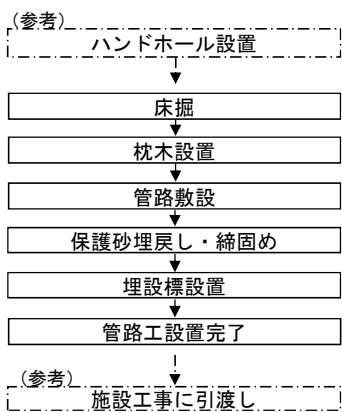 (参考)
ハンドホール設置
床掘
枕木設置
管路敷設
保護砂埋戻し・締固め
埋設標設置
管路工設置完了
(参考)
施設工事に引渡し